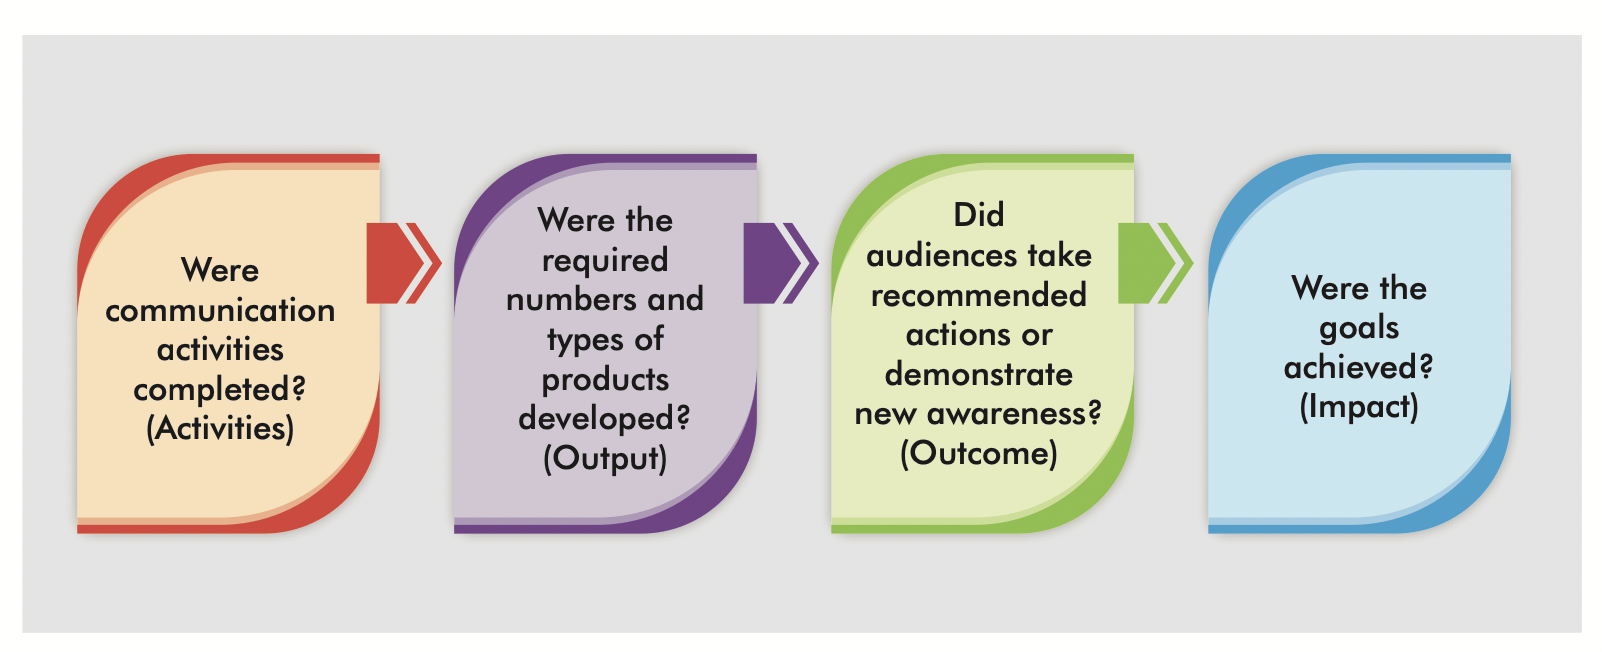 Were
communication
activities
completed?
(Activities)
Were the
required
numbers and
types of
products
developed?
(Output)
Did
audiences take
recommended
actions or
demonstrate
new awareness?
(Outcome)
Were the
goals
achieved?
(Impact)